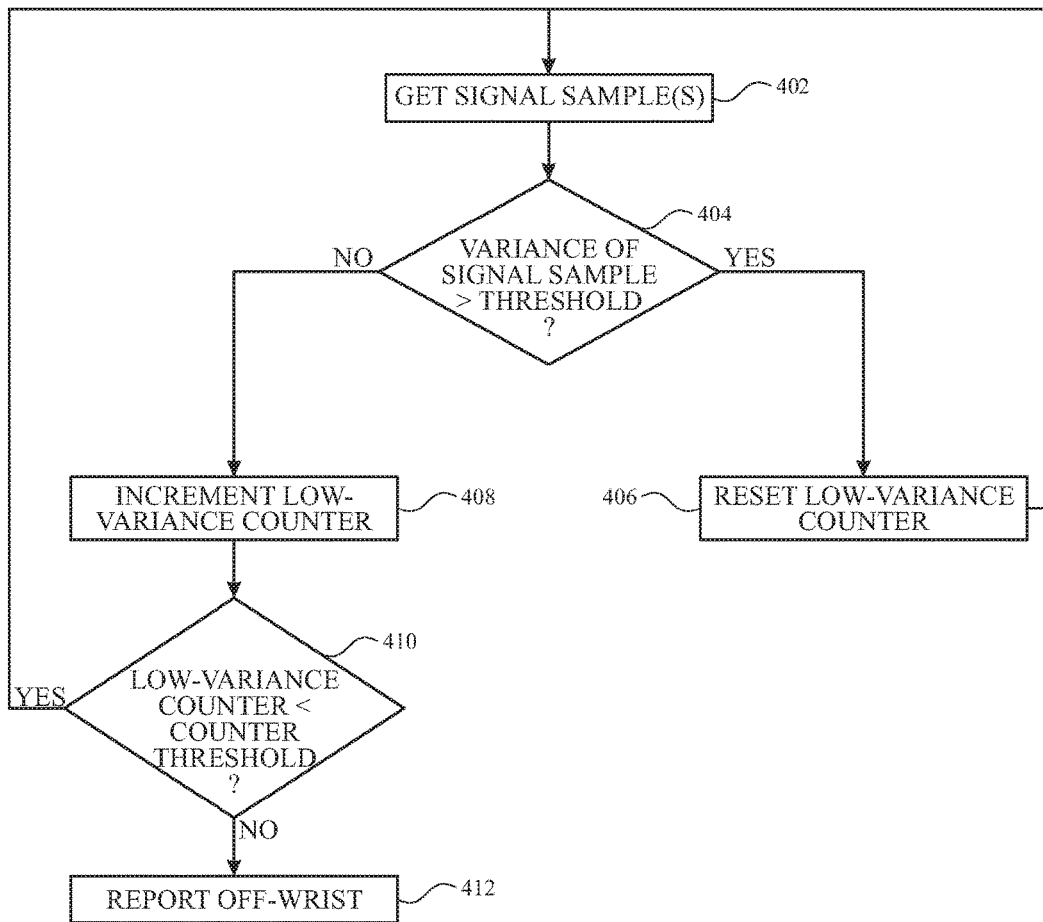 GET SIGNAL SAMPLE(S)
402
404
NO
VARIANCE OF
SIGNAL SAMPLE
> THRESHOLD
?
YES
INCREMENT LOW-
VARIANCE COUNTER
408
406
RESET LOW-VARIANCE
COUNTER
410
YES
LOW-VARIANCE
COUNTER <
COUNTER
THRESHOLD
?
NO
REPORT OFF-WRIST
412